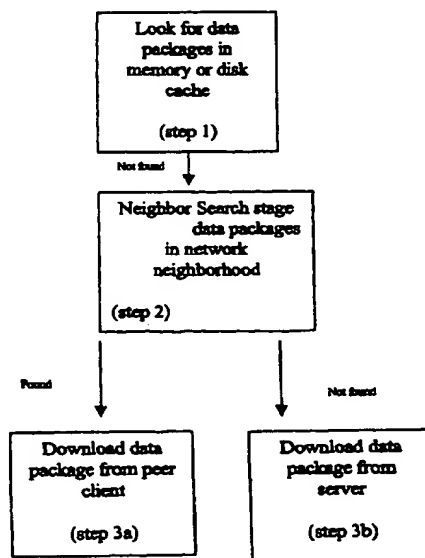 Look for data
packages in
memory or disk
cache
(step 1)
Not found
Neighbor Search stage
data packages
in network
neighborhood
(step 2)
Found
Not found
Download data
package from peer
client
(step 3a)
Download data
package from
server
(step 3b)